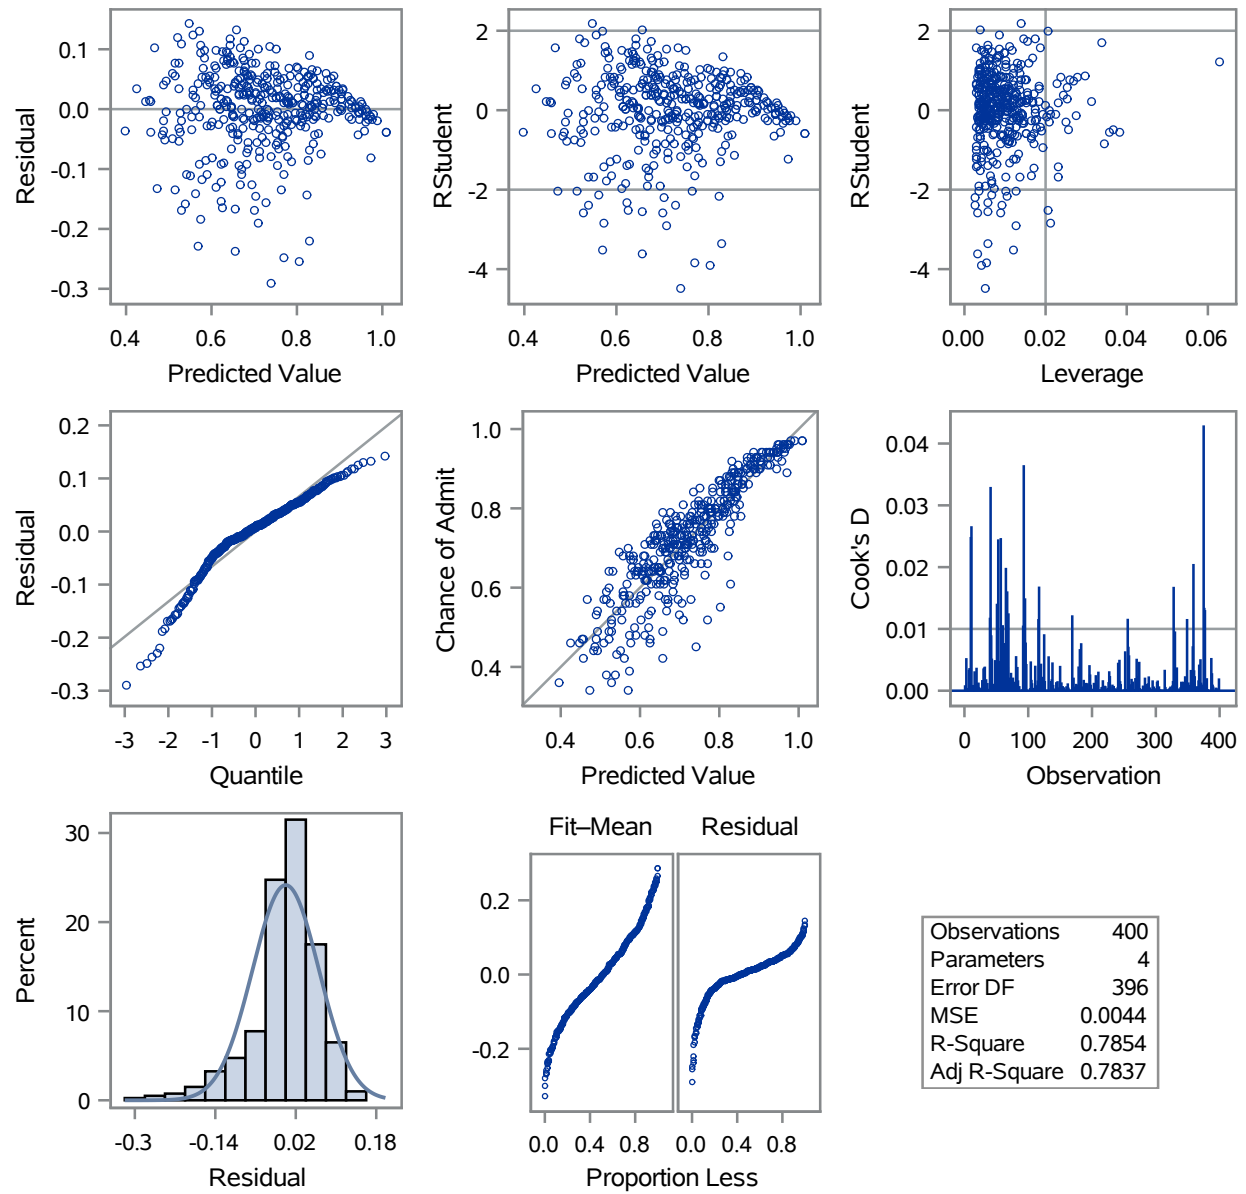 0.1
0.0
-0.1
-0.2
-0.3
Residual
0.4 0.6 0.8 1.0
Predicted Value
2
0
-2
-4
RStudent
0.4 0.6 0.8 1.0
Predicted Value
2
0
-2
-4
RStudent
0.00 0.02 0.04 0.06
Leverage
0.2
0.1
0.0
-0.1
-0.2
-0.3
Residual
-3 -2 -1 0 1 2 3
Quantile
1.0
0.8
0.6
0.4
Chance of Admit
0.4 0.6 0.8 1.0
Predicted Value
0.04
0.03
0.02
0.01
0.00
Cook's D
0 100 200 300 400
Observation
30
20
10
0
Percent
-0.3 -0.14 0.02 0.18
Residual
Fit–Mean Residual
0.2
0.0
-0.2
0.0 0.4 0.8 0.0 0.4 0.8
Proportion Less
Observations 400
Parameters 4
Error DF 396
MSE 0.0044
R-Square 0.7854
Adj R-Square 0.7837